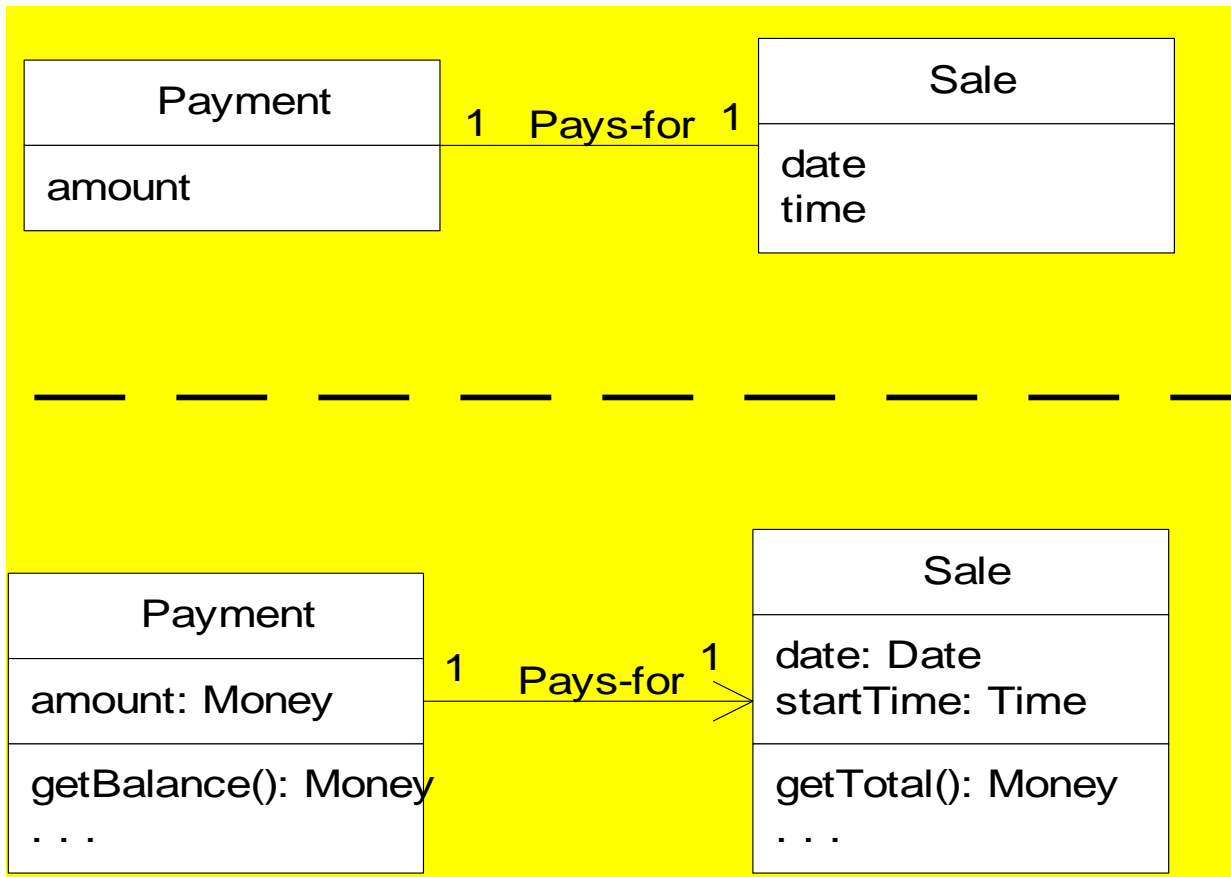 Payment
amount
1 Pays-for 1
Sale
date
time
Payment
amount: Money
getBalance(): Money
. . .
1 Pays-for 1
Sale
date: Date
startTime: Time
getTotal(): Money
. . .